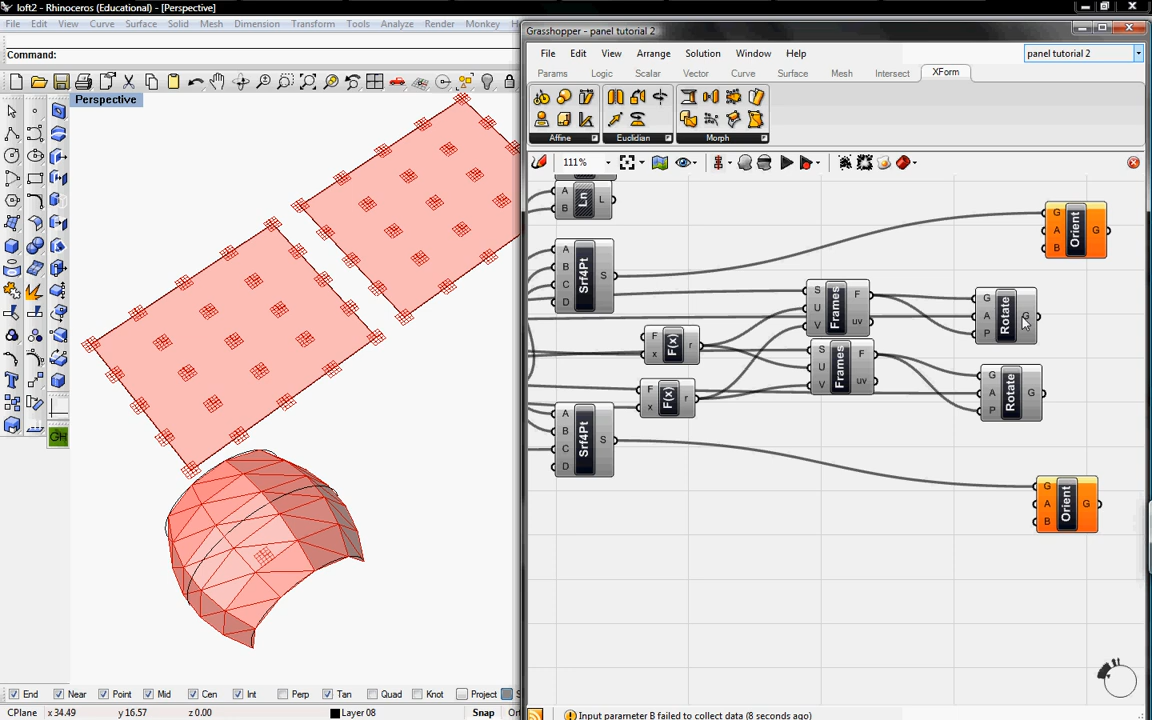 loft2 - Rhinoceros (Educational) - [Perspective]
File Edit View Curve Surface Solid Mesh Dimension Transform Tools Analyze Render Monkey
Command:
Perspective
End Near Point Mid Cen Int Perp Tan Quad Knot Project
CPlane x 34.49 y 16.57 z 0.00 Layer 08 Snap
Grasshopper - panel tutorial 2
File Edit View Arrange Solution Window Help panel tutorial 2
Params Logic Scalar Vector Curve Surface Mesh Intersect XForm
Affine Euclidian Morph
111%
A B Ln L
A B C D Srf4Pt S
F x F(x) r
F x F(x) r
A B C D Srf4Pt S
S U V Frames F uv
S U V Frames F uv
G A P Rotate G
G A P Rotate G
G A B Orient G
G A B Orient G
Input parameter B failed to collect data (8 seconds ago)